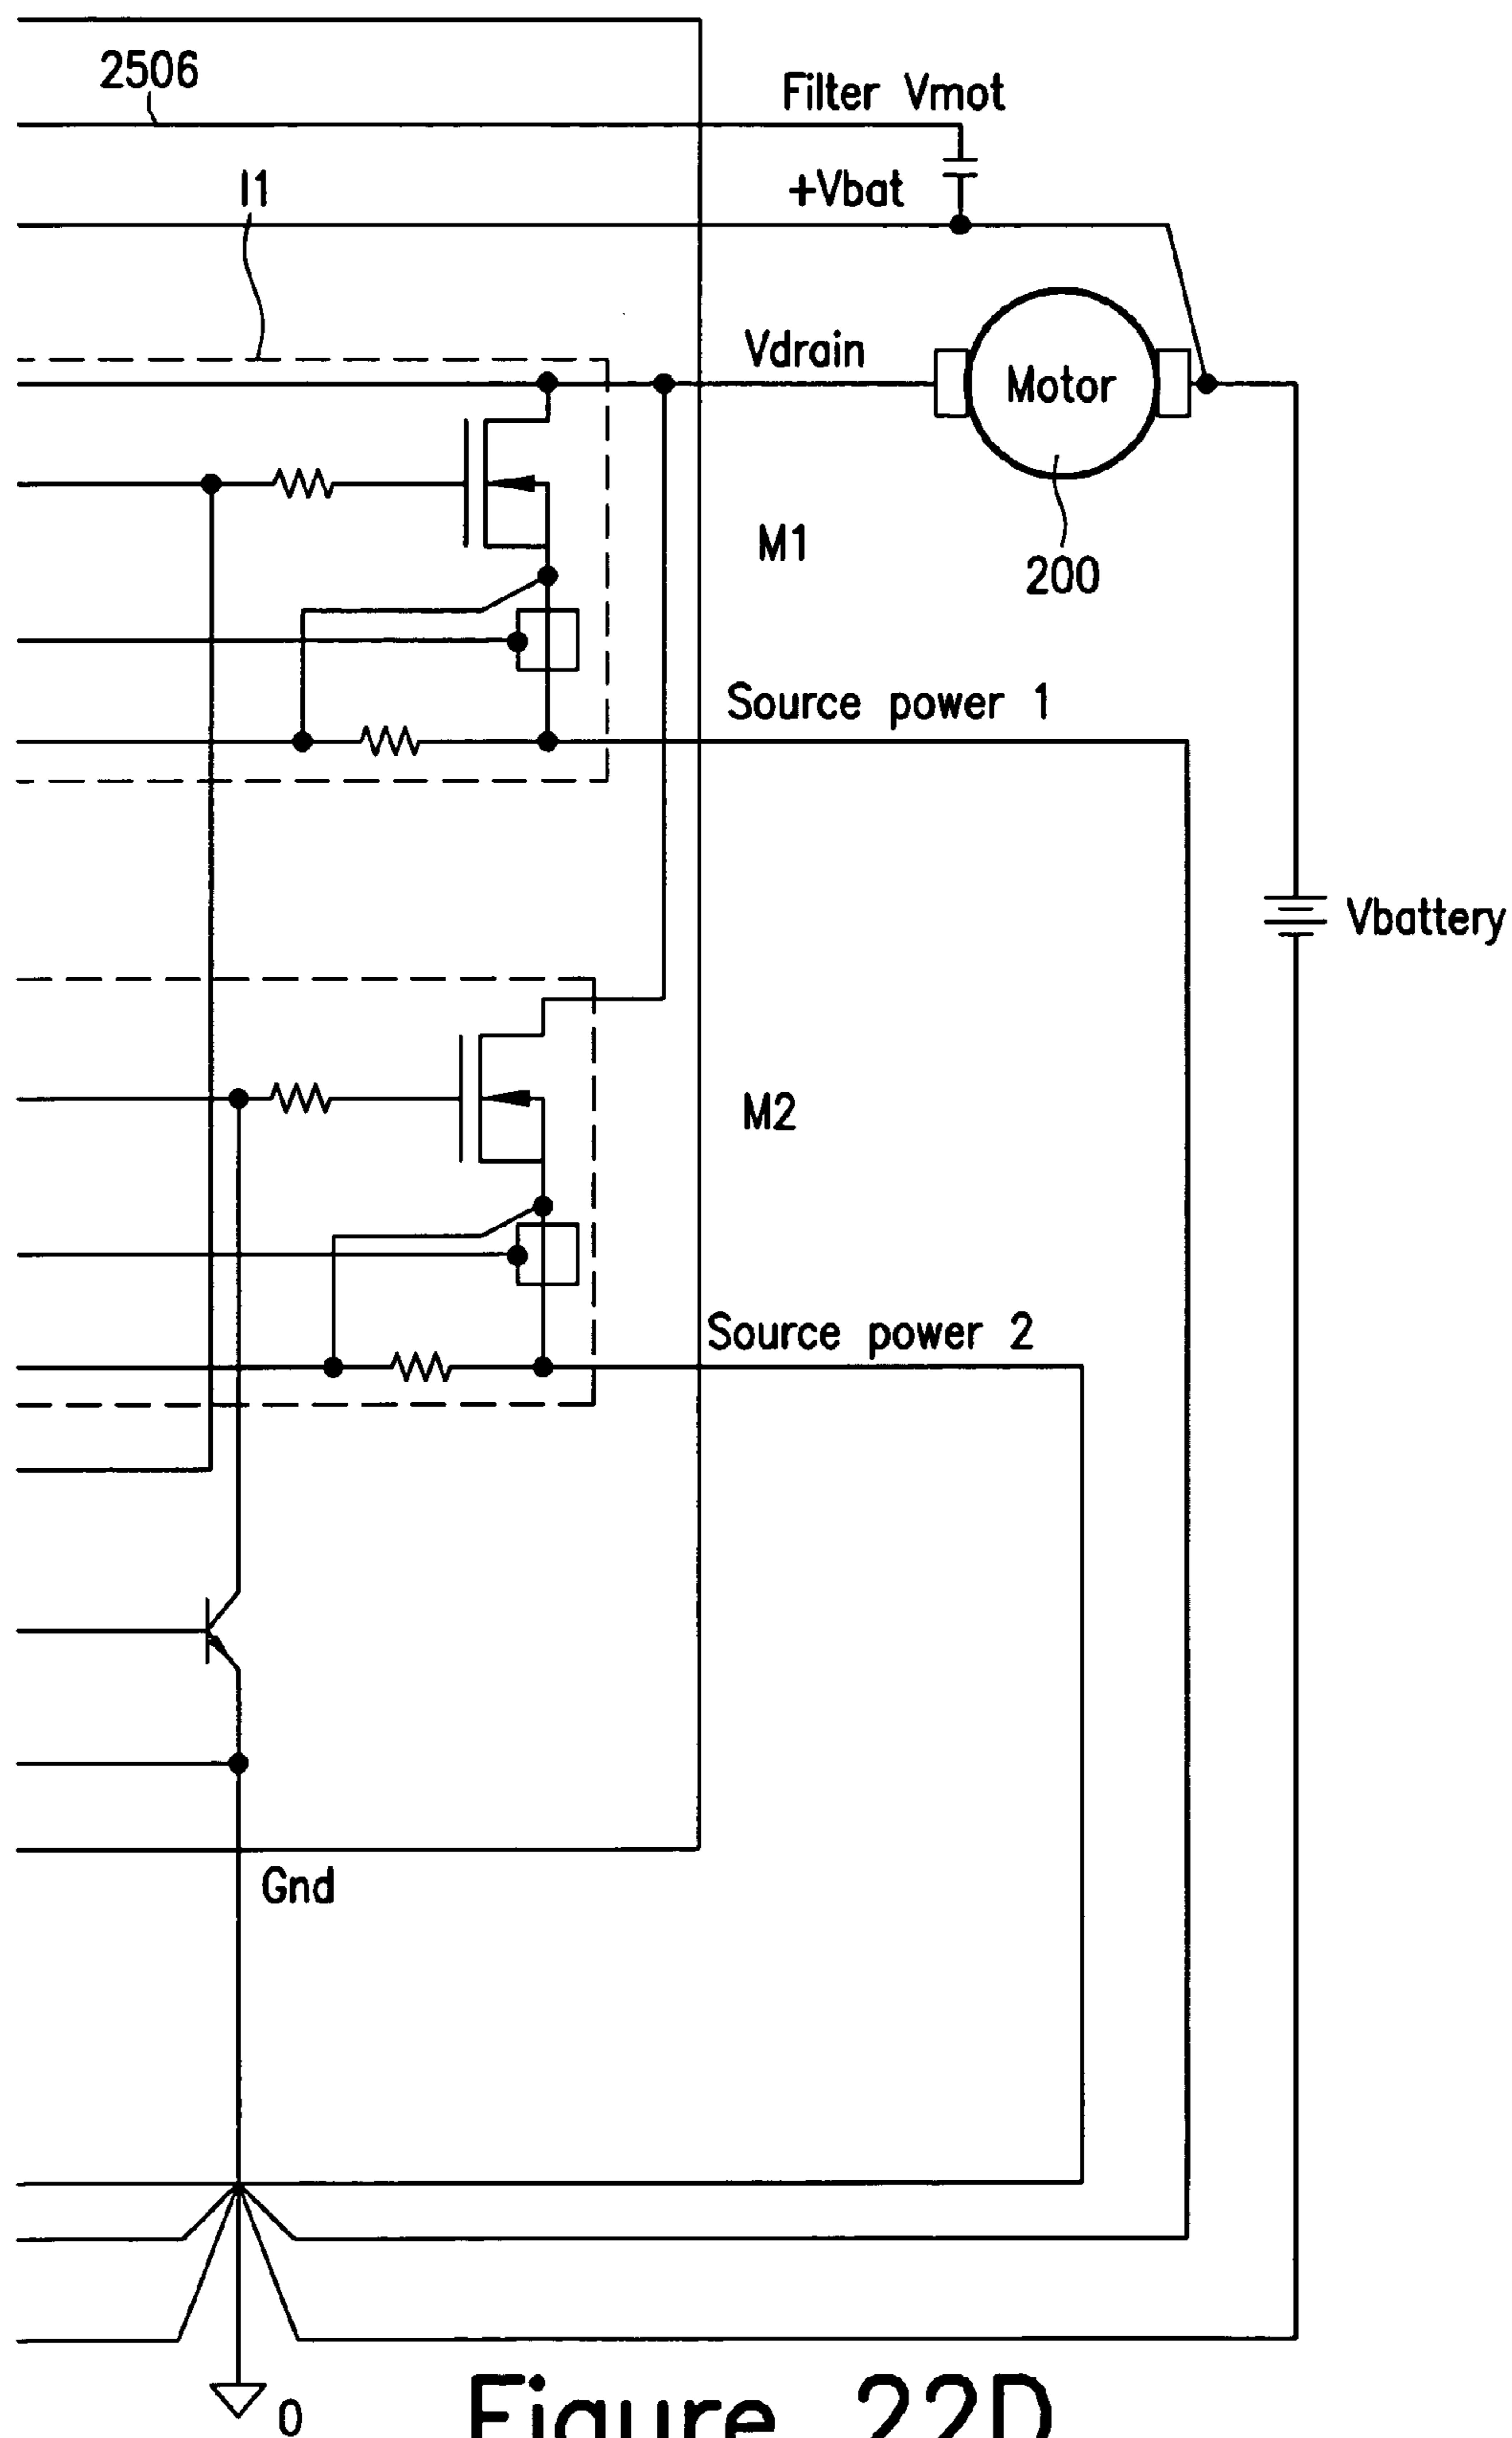 2506
Filter Vmot
I1
+Vbat
Vdrain
Motor
M1
200
Source power 1
Vbattery
M2
Source power 2
Gnd
0
Figure 22D